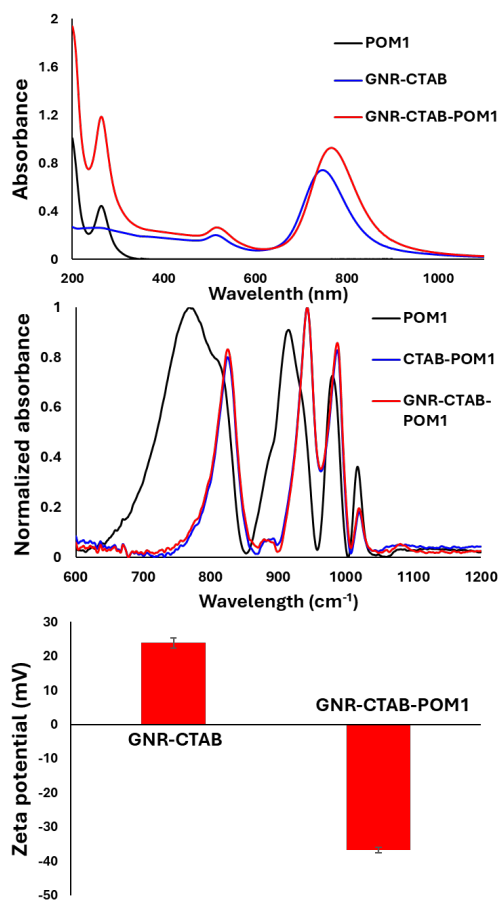 2
1.6
1.2
0.8
0.4
0
Absorbance
POM1
GNR-CTAB
GNR-CTAB-POM1
200
400
600
800
1000
Wavelenth (nm)
1
0.8
0.6
0.4
0.2
0
Normalized absorbance
POM1
CTAB-POM1
GNR-CTAB-
POM1
600
700
800
900
1000
1100
1200
Wavelength (cm⁻¹)
30
20
10
0
-10
-20
-30
-40
-50
Zeta potential (mV)
GNR-CTAB-POM1
GNR-CTAB